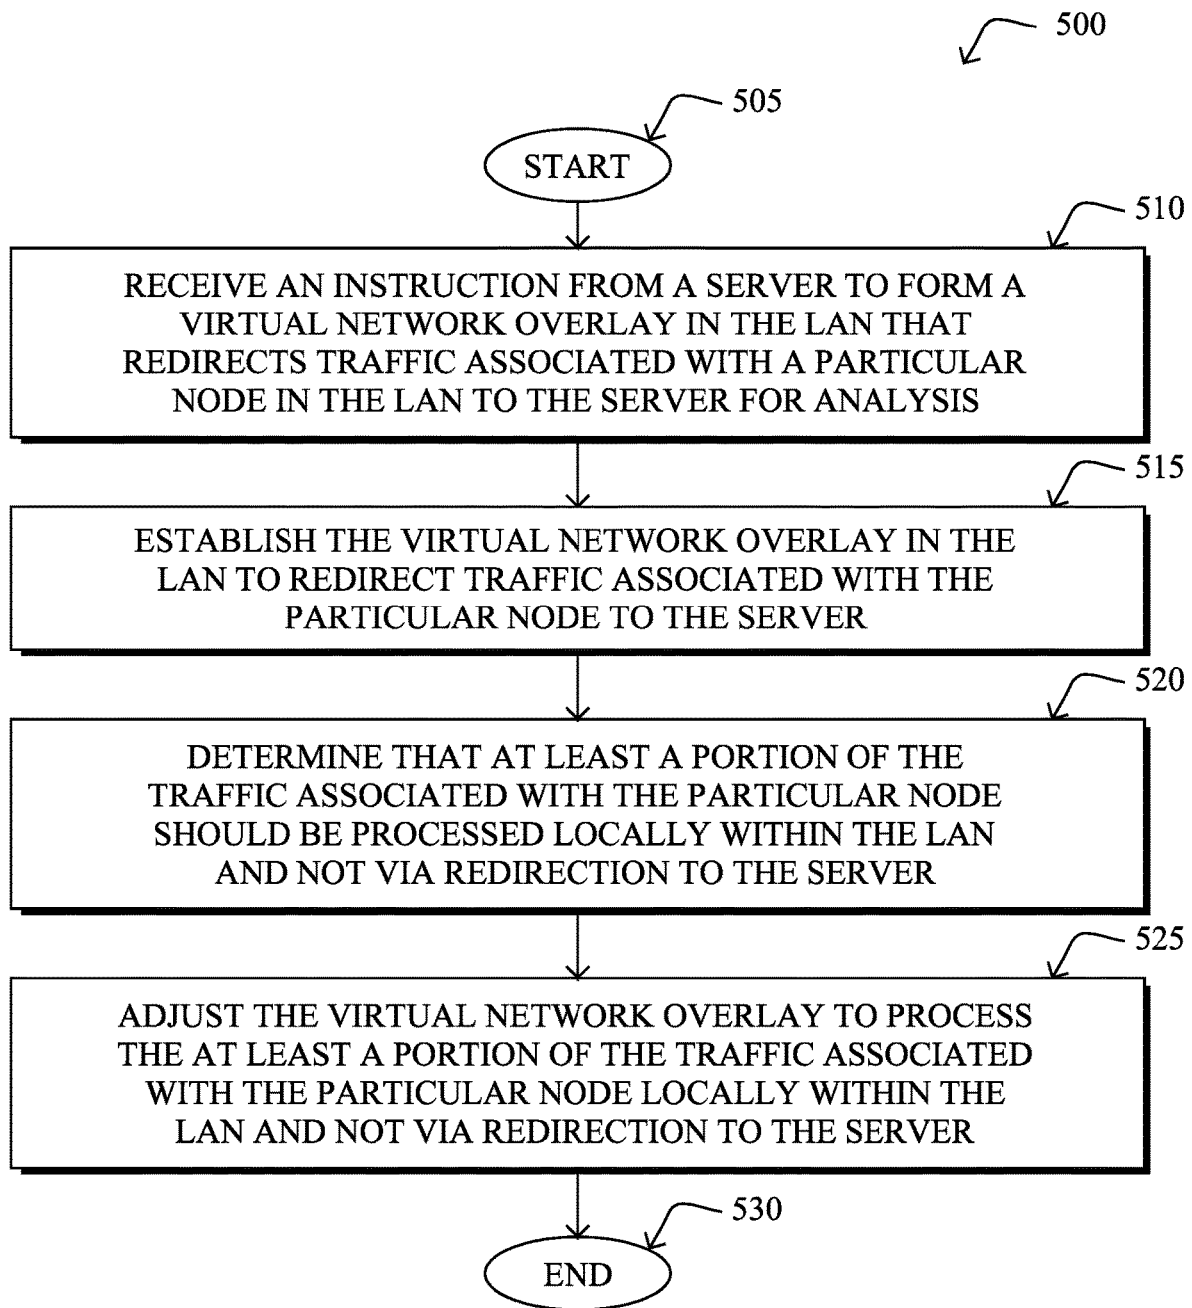 500
505
START
510
RECEIVE AN INSTRUCTION FROM A SERVER TO FORM A
VIRTUAL NETWORK OVERLAY IN THE LAN THAT
REDIRECTS TRAFFIC ASSOCIATED WITH A PARTICULAR
NODE IN THE LAN TO THE SERVER FOR ANALYSIS
515
ESTABLISH THE VIRTUAL NETWORK OVERLAY IN THE
LAN TO REDIRECT TRAFFIC ASSOCIATED WITH THE
PARTICULAR NODE TO THE SERVER
520
DETERMINE THAT AT LEAST A PORTION OF THE
TRAFFIC ASSOCIATED WITH THE PARTICULAR NODE
SHOULD BE PROCESSED LOCALLY WITHIN THE LAN
AND NOT VIA REDIRECTION TO THE SERVER
525
ADJUST THE VIRTUAL NETWORK OVERLAY TO PROCESS
THE AT LEAST A PORTION OF THE TRAFFIC ASSOCIATED
WITH THE PARTICULAR NODE LOCALLY WITHIN THE
LAN AND NOT VIA REDIRECTION TO THE SERVER
530
END